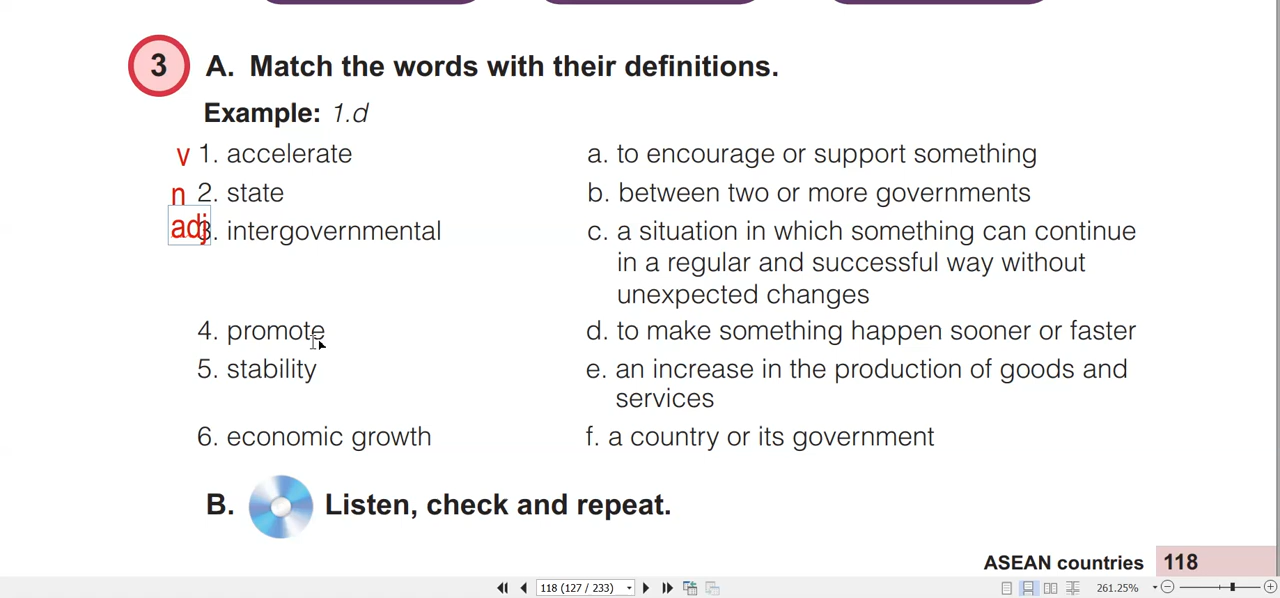 3 A. Match the words with their definitions.
Example: 1.d
v 1. accelerate a. to encourage or support something
n 2. state b. between two or more governments
adj 3. intergovernmental c. a situation in which something can continue
in a regular and successful way without
unexpected changes
4. promote d. to make something happen sooner or faster
5. stability e. an increase in the production of goods and
services
6. economic growth f. a country or its government
B. Listen, check and repeat.
ASEAN countries 118
118 (127 / 233) 261.25%